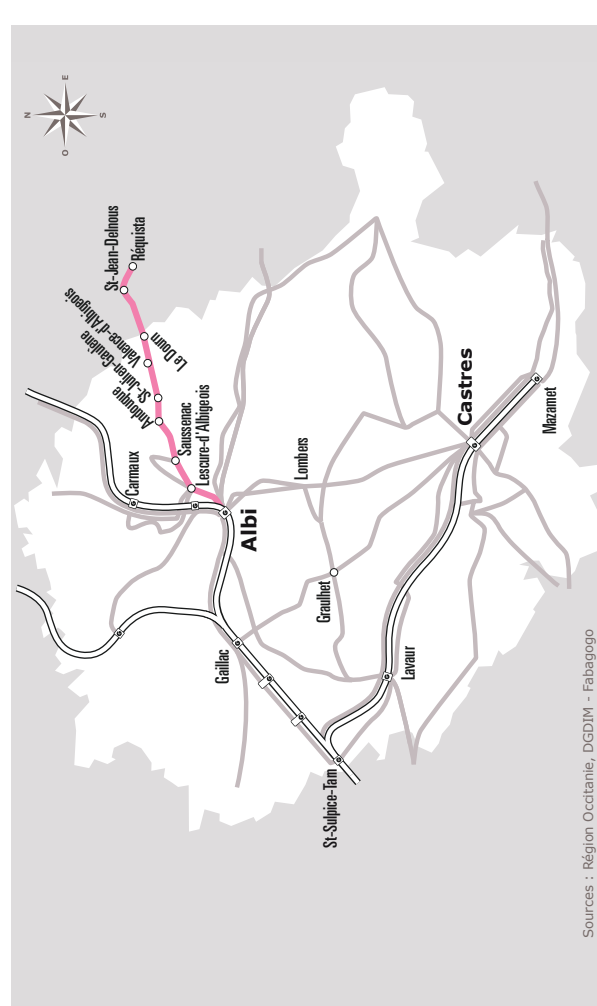 N
E
S
O
St-Jean-Delnous
Réquista
Valence-d'Albigeois
Le Dourn
St-Julien-Gaulène
Andouque
Saussenac
Lescure-d'Albigeois
Carmaux
Albi
Lombers
Castres
Mazamet
Graulhet
Gaillac
Lavaur
St-Sulpice-Tarn
Sources : Région Occitanie, DGDIM - Fabagogo